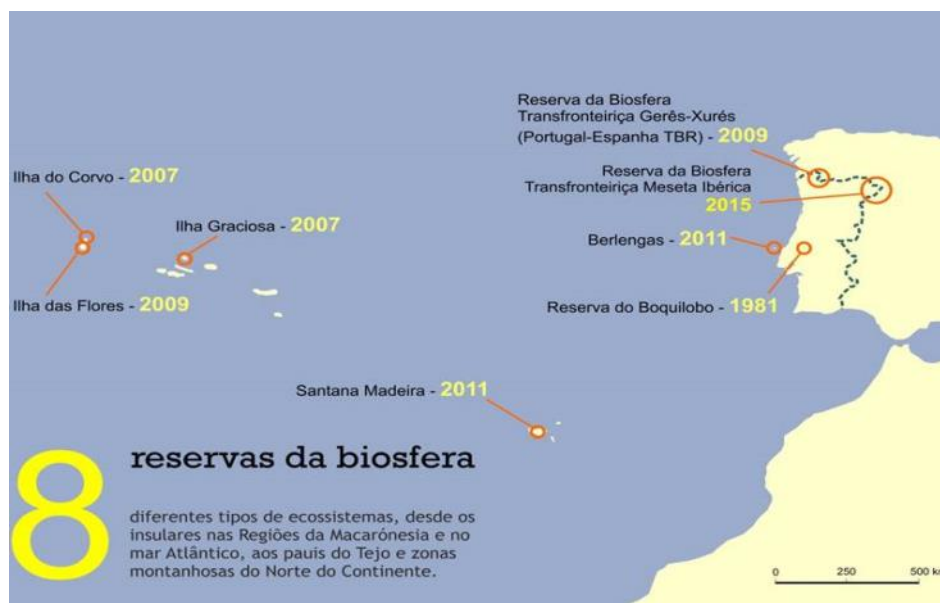 Reserva da Biosfera
Transfronteiriça Gerês-Xurés
(Portugal-Espanha TBR) - 2009
Ilha do Corvo - 2007
Reserva da Biosfera
Transfronteiriça Meseta Ibérica
2015
Ilha Graciosa - 2007
Berlengas - 2011
Ilha das Flores - 2009
Reserva do Boquilobo - 1981
Santana Madeira - 2011
8
reservas da biosfera
diferentes tipos de ecossistemas, desde os
insulares nas Regiões da Macarónesia e no
mar Atlântico, aos pauis do Tejo e zonas
montanhosas do Norte do Continente.
0 250 500 km